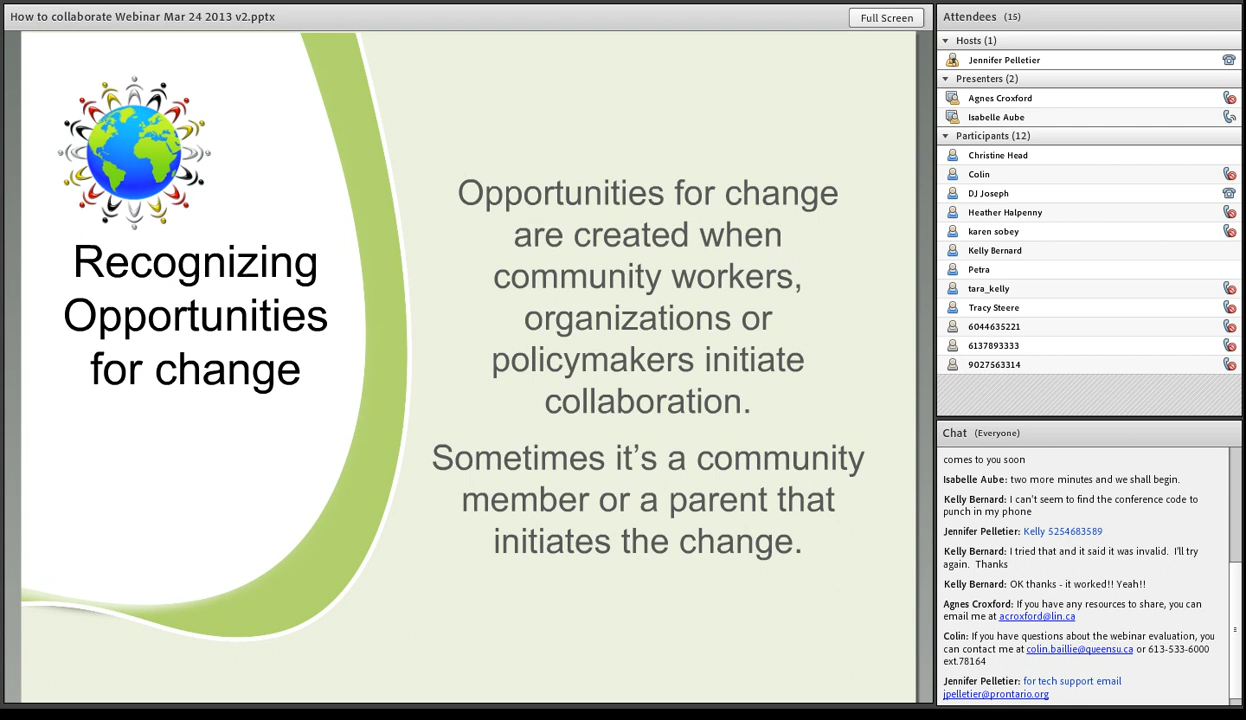 How to collaborate Webinar Mar 24 2013 v2.pptx
Full Screen
Recognizing
Opportunities
for change
Opportunities for change
are created when
community workers,
organizations or
policymakers initiate
collaboration.
Sometimes it’s a community
member or a parent that
initiates the change.
Attendees (15)
Hosts (1)
Jennifer Pelletier
Presenters (2)
Agnes Croxford
Isabelle Aube
Participants (12)
Christine Head
Colin
DJ Joseph
Heather Halpenny
karen sobey
Kelly Bernard
Petra
tara_kelly
Tracy Steere
6044635221
6137893333
9027563314
Chat (Everyone)
comes to you soon
Isabelle Aube: two more minutes and we shall begin.
Kelly Bernard: I can't seem to find the conference code to
punch in my phone
Jennifer Pelletier: Kelly 5254683589
Kelly Bernard: I tried that and it said it was invalid. I'll try
again. Thanks
Kelly Bernard: OK thanks - it worked!! Yeah!!
Agnes Croxford: If you have any resources to share, you can
email me at acroxford@lin.ca
Colin: If you have questions about the webinar evaluation, you
can contact me at colin.baillie@queensu.ca or 613-533-6000
ext.78164
Jennifer Pelletier: for tech support email
jpelletier@prontario.org